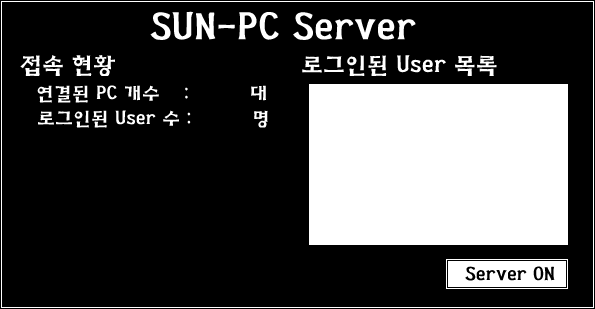 SUN-PC Server
접속 현황
연결된 PC 개수 : 대
로그인된 User 수 : 명
로그인된 User 목록
Server ON